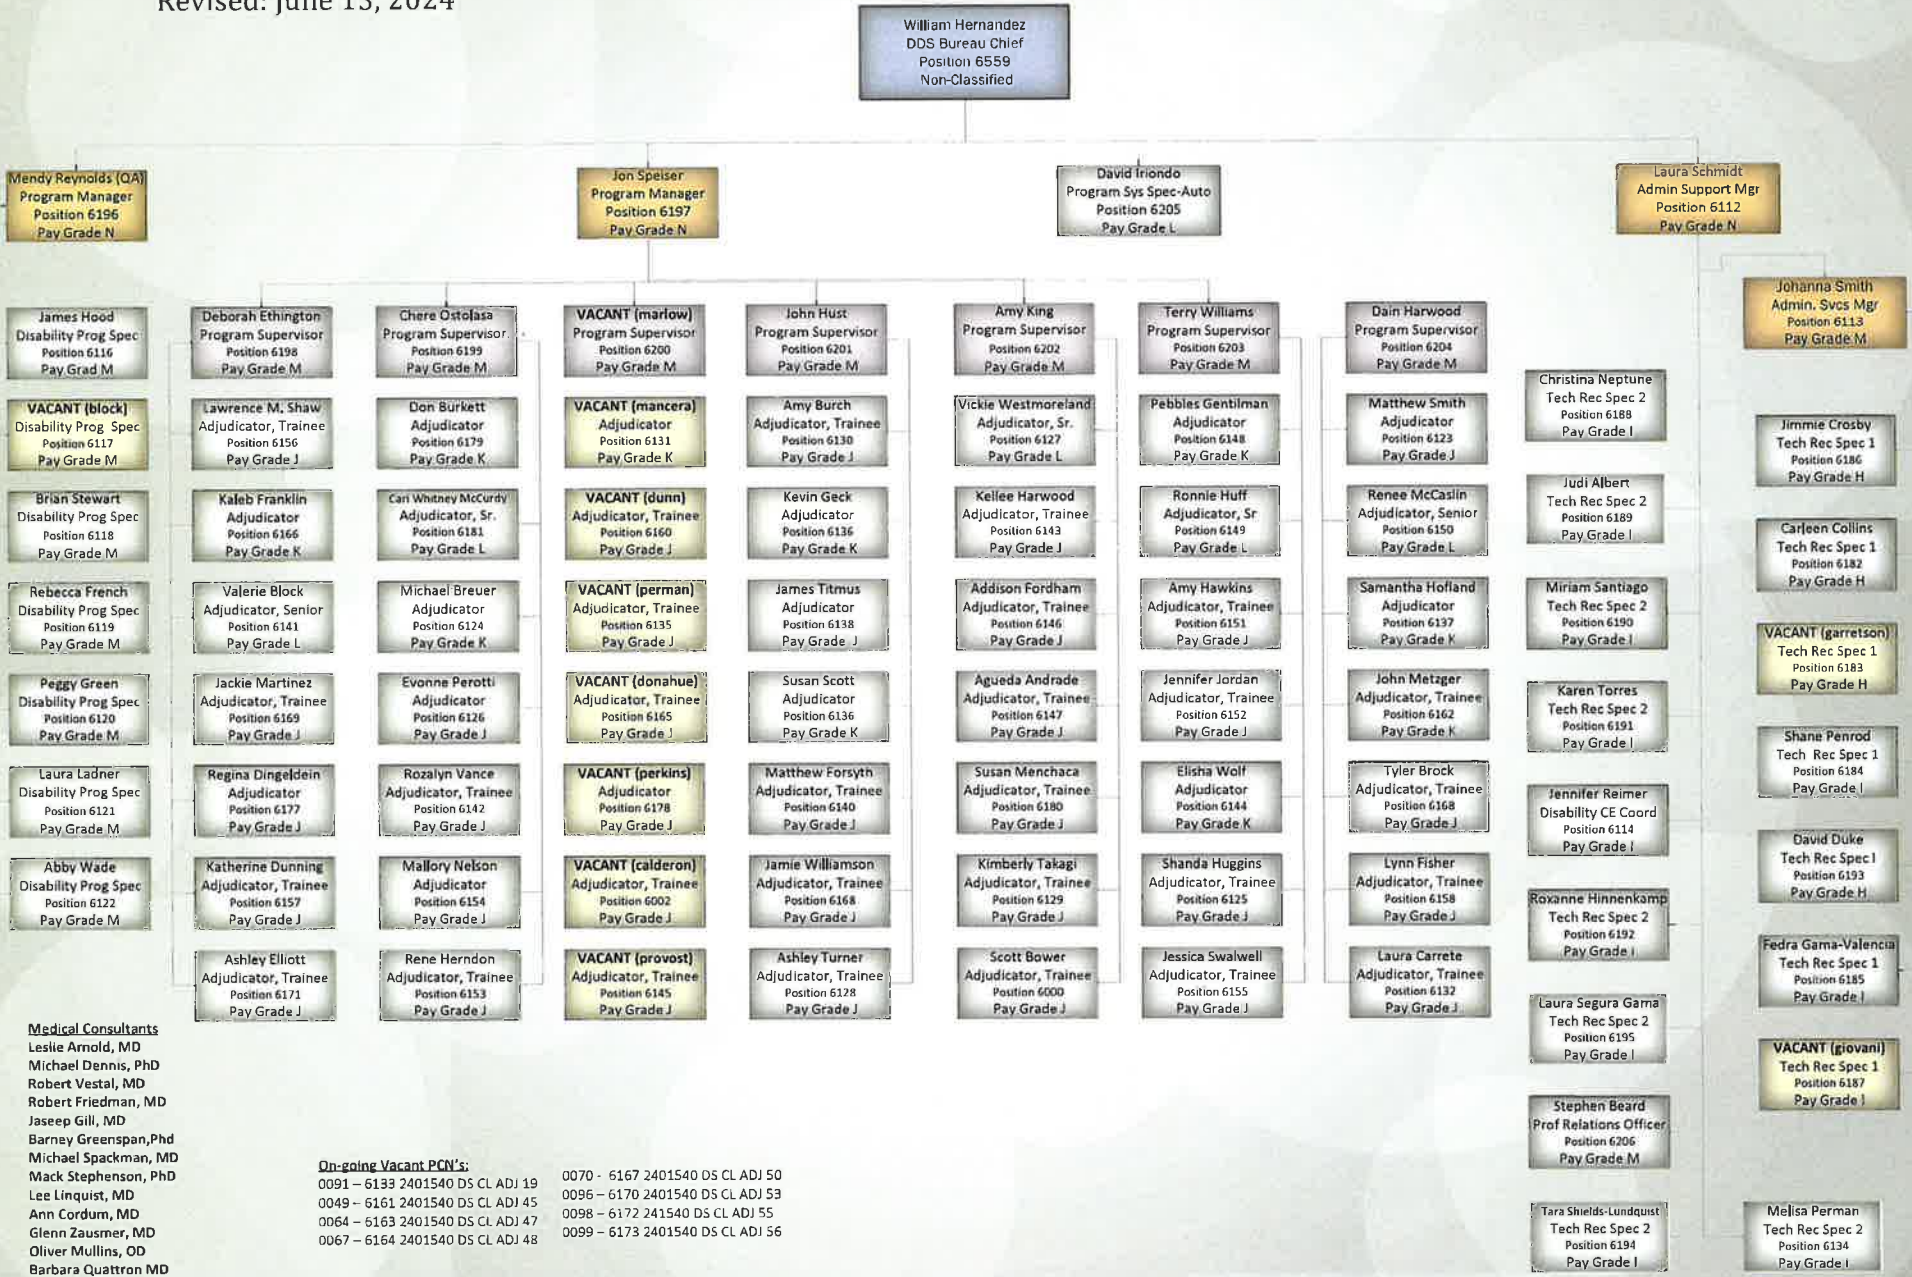 Revised: June 13, 2024
William Hernandez
DDS Bureau Chief
Position 6559
Non-Classified
Mendy Reynolds (QA)
Program Manager
Position 6196
Pay Grade N
Jon Speiser
Program Manager
Position 6197
Pay Grade N
David Iriondo
Program Sys Spec-Auto
Position 6205
Pay Grade L
Laura Schmidt
Admin Support Mgr
Position 6112
Pay Grade N
James Hood
Disability Prog Spec
Position 6116
Pay Grad M
VACANT (block)
Disability Prog Spec
Position 6117
Pay Grade M
Brian Stewart
Disability Prog Spec
Position 6118
Pay Grade M
Rebecca French
Disability Prog Spec
Position 6119
Pay Grade M
Peggy Green
Disability Prog Spec
Position 6120
Pay Grade M
Laura Ladner
Disability Prog Spec
Position 6121
Pay Grade M
Abby Wade
Disability Prog Spec
Position 6122
Pay Grade M
Deborah Ethington
Program Supervisor
Position 6198
Pay Grade M
Lawrence M. Shaw
Adjudicator, Trainee
Position 6156
Pay Grade J
Kaleb Franklin
Adjudicator
Position 6166
Pay Grade K
Valerie Block
Adjudicator, Senior
Position 6141
Pay Grade L
Jackie Martinez
Adjudicator, Trainee
Position 6169
Pay Grade J
Regina Dingeldein
Adjudicator
Position 6177
Pay Grade J
Katherine Dunning
Adjudicator, Trainee
Position 6157
Pay Grade J
Ashley Elliott
Adjudicator, Trainee
Position 6171
Pay Grade J
Chere Ostolasa
Program Supervisor
Position 6199
Pay Grade M
Don Burkett
Adjudicator
Position 6179
Pay Grade K
Cari Whitney McCurdy
Adjudicator, Sr.
Position 6181
Pay Grade L
Michael Breuer
Adjudicator
Position 6124
Pay Grade K
Evonne Perotti
Adjudicator
Position 6126
Pay Grade J
Rozalyn Vance
Adjudicator, Trainee
Position 6142
Pay Grade J
Mallory Nelson
Adjudicator
Position 6154
Pay Grade J
Rene Herndon
Adjudicator, Trainee
Position 6153
Pay Grade J
VACANT (marlow)
Program Supervisor
Position 6200
Pay Grade M
VACANT (mancera)
Adjudicator
Position 6131
Pay Grade K
VACANT (dunn)
Adjudicator, Trainee
Position 6160
Pay Grade J
VACANT (perman)
Adjudicator, Trainee
Position 6135
Pay Grade J
VACANT (donahue)
Adjudicator, Trainee
Position 6165
Pay Grade J
VACANT (perkins)
Adjudicator
Position 6178
Pay Grade J
VACANT (calderon)
Adjudicator, Trainee
Position 6002
Pay Grade J
VACANT (provost)
Adjudicator, Trainee
Position 6145
Pay Grade J
John Hust
Program Supervisor
Position 6201
Pay Grade M
Amy Burch
Adjudicator, Trainee
Position 6130
Pay Grade J
Kevin Geck
Adjudicator
Position 6136
Pay Grade K
James Titmus
Adjudicator
Position 6138
Pay Grade J
Susan Scott
Adjudicator
Position 6136
Pay Grade K
Matthew Forsyth
Adjudicator, Trainee
Position 6140
Pay Grade J
Jamie Williamson
Adjudicator, Trainee
Position 6168
Pay Grade J
Ashley Turner
Adjudicator, Trainee
Position 6128
Pay Grade J
Amy King
Program Supervisor
Position 6202
Pay Grade M
Vickie Westmoreland
Adjudicator, Sr.
Position 6127
Pay Grade L
Kellee Harwood
Adjudicator, Trainee
Position 6143
Pay Grade J
Addison Fordham
Adjudicator, Trainee
Position 6146
Pay Grade J
Agueda Andrade
Adjudicator, Trainee
Position 6147
Pay Grade J
Susan Menchaca
Adjudicator, Trainee
Position 6180
Pay Grade J
Kimberly Takagi
Adjudicator, Trainee
Position 6129
Pay Grade J
Scott Bower
Adjudicator, Trainee
Position 6000
Pay Grade J
Terry Williams
Program Supervisor
Position 6203
Pay Grade M
Pebbles Gentilman
Adjudicator
Position 6148
Pay Grade K
Ronnie Huff
Adjudicator, Sr
Position 6149
Pay Grade L
Amy Hawkins
Adjudicator, Trainee
Position 6151
Pay Grade J
Jennifer Jordan
Adjudicator, Trainee
Position 6152
Pay Grade J
Elisha Wolf
Adjudicator
Position 6144
Pay Grade K
Shanda Huggins
Adjudicator, Trainee
Position 6125
Pay Grade J
Jessica Swalwell
Adjudicator, Trainee
Position 6155
Pay Grade J
Dain Harwood
Program Supervisor
Position 6204
Pay Grade M
Matthew Smith
Adjudicator
Position 6123
Pay Grade J
Renee McCaslin
Adjudicator, Senior
Position 6150
Pay Grade L
Samantha Hofland
Adjudicator
Position 6137
Pay Grade K
John Metzger
Adjudicator, Trainee
Position 6162
Pay Grade K
Tyler Brock
Adjudicator, Trainee
Position 6168
Pay Grade J
Lynn Fisher
Adjudicator, Trainee
Position 6158
Pay Grade J
Laura Carrete
Adjudicator, Trainee
Position 6132
Pay Grade J
Christina Neptune
Tech Rec Spec 2
Position 6188
Pay Grade I
Judi Albert
Tech Rec Spec 2
Position 6189
Pay Grade I
Miriam Santiago
Tech Rec Spec 2
Position 6190
Pay Grade I
Karen Torres
Tech Rec Spec 2
Position 6191
Pay Grade I
Jennifer Reimer
Disability CE Coord
Position 6114
Pay Grade I
Roxanne Hinnenkamp
Tech Rec Spec 2
Position 6192
Pay Grade I
Laura Segura Gama
Tech Rec Spec 2
Position 6195
Pay Grade I
Stephen Beard
Prof Relations Officer
Position 6206
Pay Grade M
Tara Shields-Lundquist
Tech Rec Spec 2
Position 6194
Pay Grade I
Johanna Smith
Admin. Svcs Mgr
Position 6113
Pay Grade M
Jimmie Crosby
Tech Rec Spec 1
Position 6186
Pay Grade H
Carleen Collins
Tech Rec Spec 1
Position 6182
Pay Grade H
VACANT (garretson)
Tech Rec Spec 1
Position 6183
Pay Grade H
Shane Penrod
Tech Rec Spec 1
Position 6184
Pay Grade I
David Duke
Tech Rec Spec I
Position 6193
Pay Grade H
Fedra Gama-Valencia
Tech Rec Spec 1
Position 6185
Pay Grade I
VACANT (giovani)
Tech Rec Spec 1
Position 6187
Pay Grade I
Melisa Perman
Tech Rec Spec 2
Position 6134
Pay Grade I
Medical Consultants
Leslie Arnold, MD
Michael Dennis, PhD
Robert Vestal, MD
Robert Friedman, MD
Jaseep Gill, MD
Barney Greenspan,Phd
Michael Spackman, MD
Mack Stephenson, PhD
Lee Linquist, MD
Ann Cordum, MD
Glenn Zausmer, MD
Oliver Mullins, OD
Barbara Quattron MD
On-going Vacant PCN's:
0091 – 6133 2401540 DS CL ADJ 19
0049 – 6161 2401540 DS CL ADJ 45
0064 – 6163 2401540 DS CL ADJ 47
0067 – 6164 2401540 DS CL ADJ 48
0070 - 6167 2401540 DS CL ADJ 50
0096 – 6170 2401540 DS CL ADJ 53
0098 – 6172 241540 DS CL ADJ 55
0099 – 6173 2401540 DS CL ADJ 56